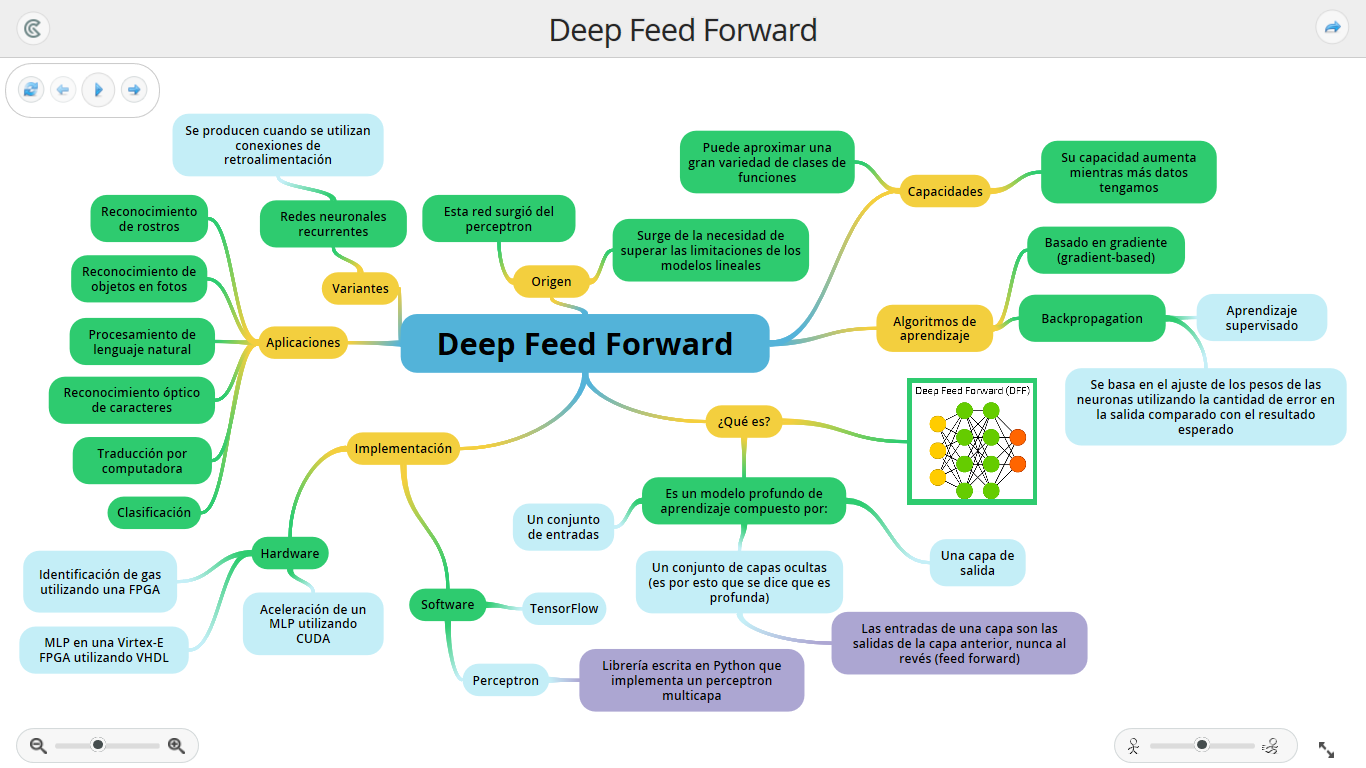 Deep Feed Forward
Se producen cuando se utilizan
conexiones de
retroalimentación
Redes neuronales
recurrentes
Variantes
Esta red surgió del
perceptron
Surge de la necesidad de
superar las limitaciones de los
modelos lineales
Origen
Puede aproximar una
gran variedad de clases de
funciones
Capacidades
Su capacidad aumenta
mientras más datos
tengamos
Basado en gradiente
(gradient-based)
Algoritmos de
aprendizaje
Backpropagation
Aprendizaje
supervisado
Se basa en el ajuste de los pesos de las
neuronas utilizando la cantidad de error en
la salida comparado con el resultado
esperado
Reconocimiento
de rostros
Reconocimiento de
objetos en fotos
Procesamiento de
lenguaje natural
Reconocimiento óptico
de caracteres
Traducción por
computadora
Clasificación
Aplicaciones
Deep Feed Forward
¿Qué es?
Deep Feed Forward (DFF)
Es un modelo profundo de
aprendizaje compuesto por:
Un conjunto
de entradas
Un conjunto de capas ocultas
(es por esto que se dice que es
profunda)
Una capa de
salida
Las entradas de una capa son las
salidas de la capa anterior, nunca al
revés (feed forward)
Implementación
Hardware
Identificación de gas
utilizando una FPGA
MLP en una Virtex-E
FPGA utilizando VHDL
Aceleración de un
MLP utilizando
CUDA
Software
TensorFlow
Perceptron
Librería escrita en Python que
implementa un perceptron
multicapa